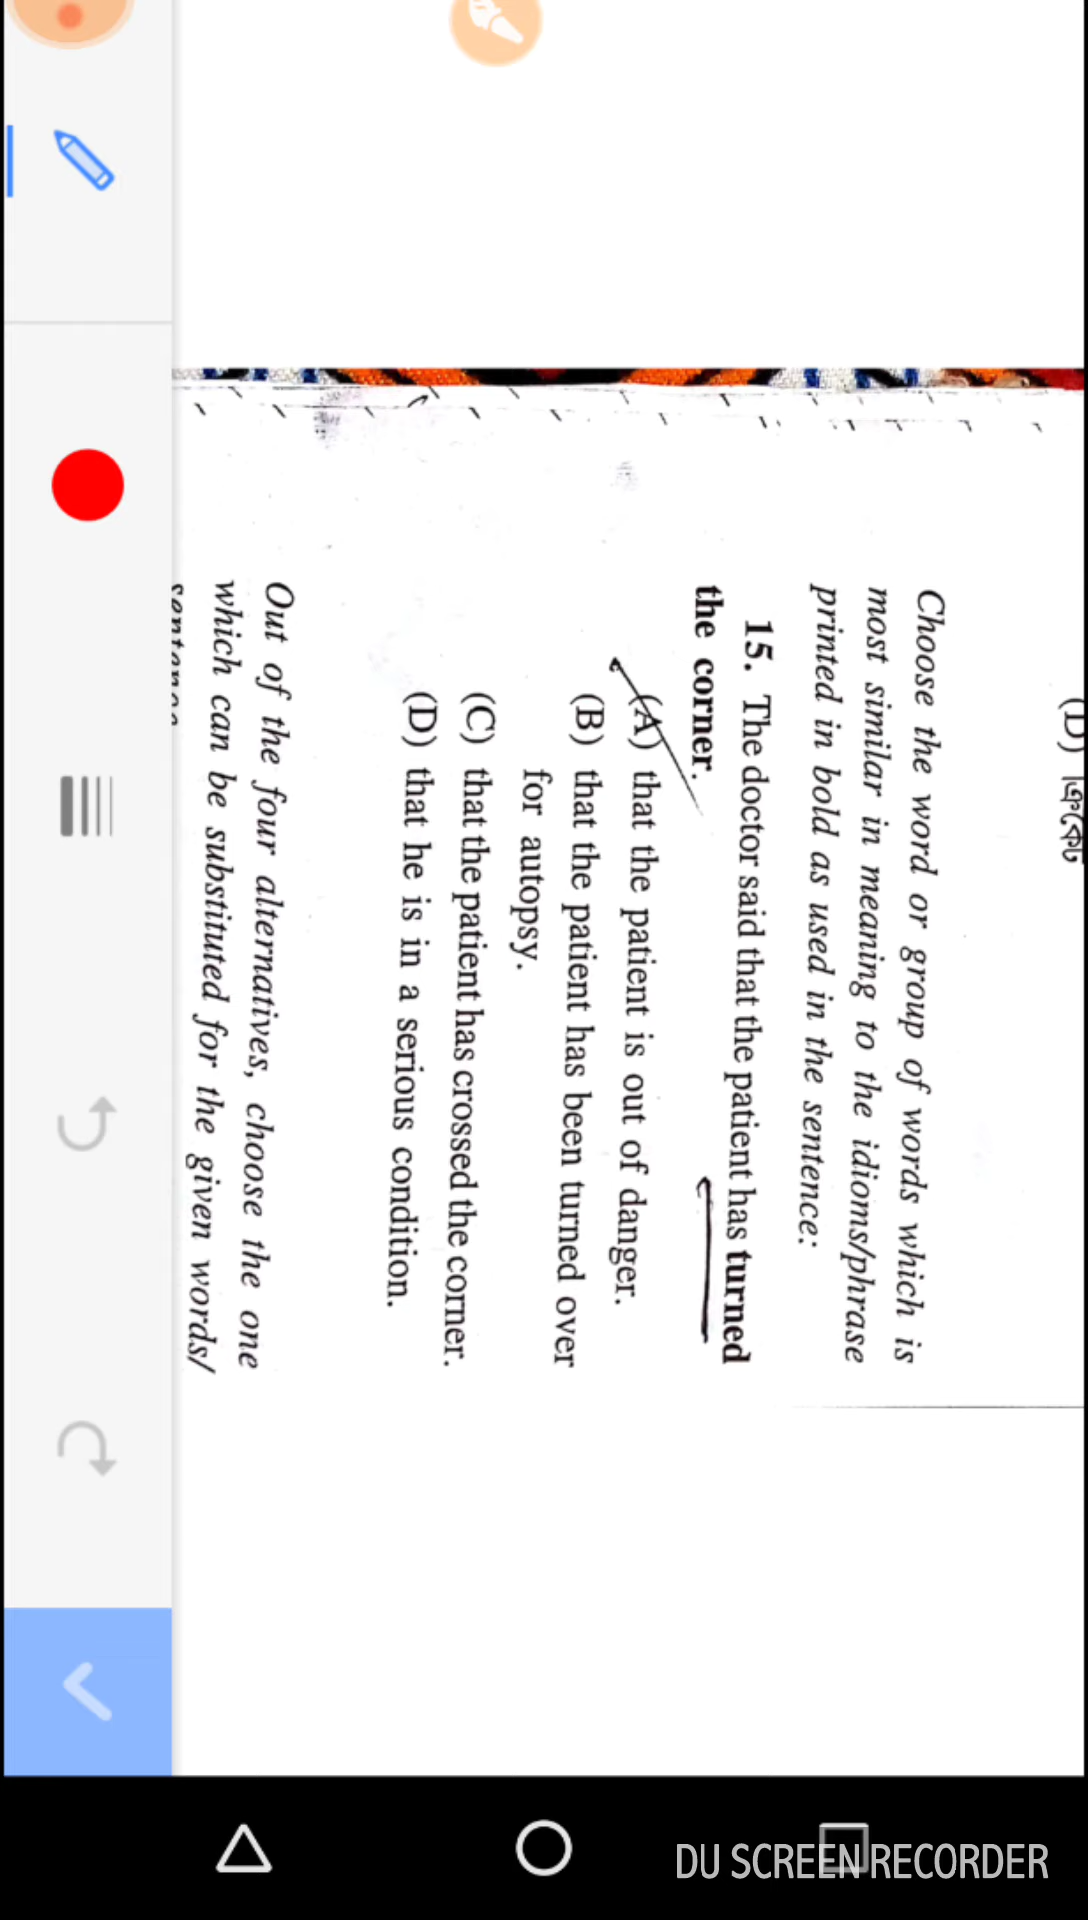 (D) ক্রিকেট
Choose the word or group of words which is
most similar in meaning to the idioms/phrase
printed in bold as used in the sentence:
15. The doctor said that the patient has turned
the corner.
(A) that the patient is out of danger.
(B) that the patient has been turned over
for autopsy.
(C) that the patient has crossed the corner.
(D) that he is in a serious condition.
Out of the four alternatives, choose the one
which can be substituted for the given words/
sentence
DU SCREEN RECORDER